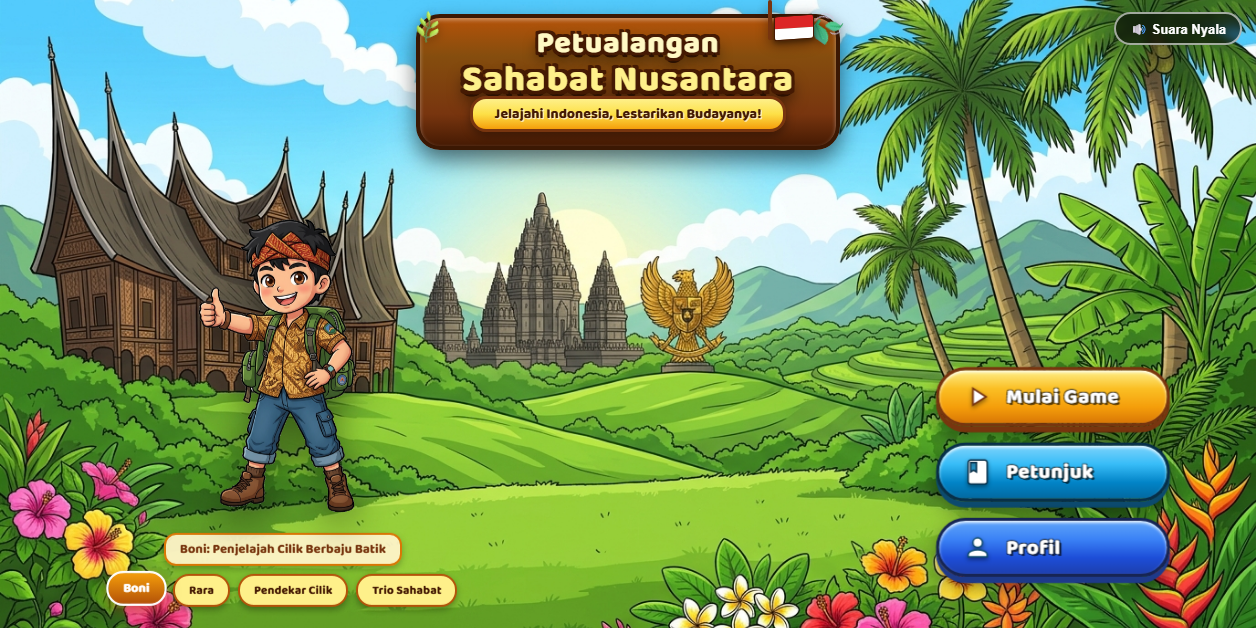 Petualangan
Sahabat Nusantara
Jelajahi Indonesia, Lestarikan Budayanya!
Suara Nyala
Mulai Game
Petunjuk
Profil
Boni: Penjelajah Cilik Berbaju Batik
Boni
Rara
Pendekar Cilik
Trio Sahabat